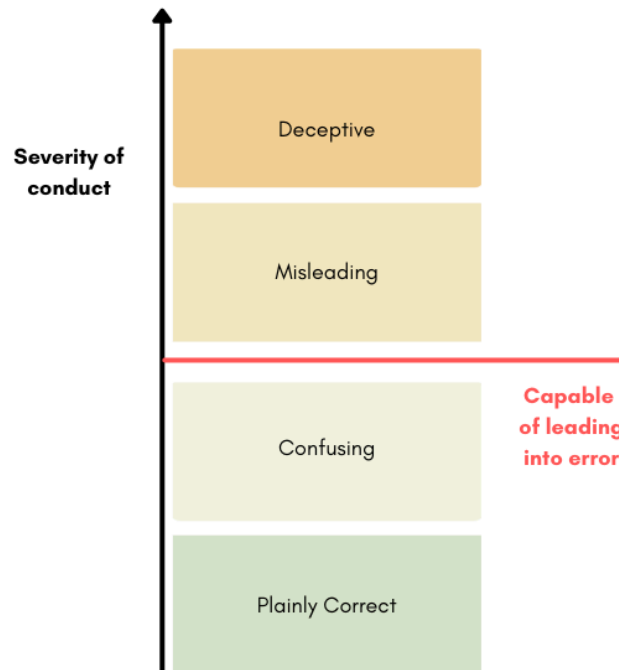 Deceptive
Severity of
conduct
Misleading
Capable
of leading
into error
Confusing
Plainly Correct